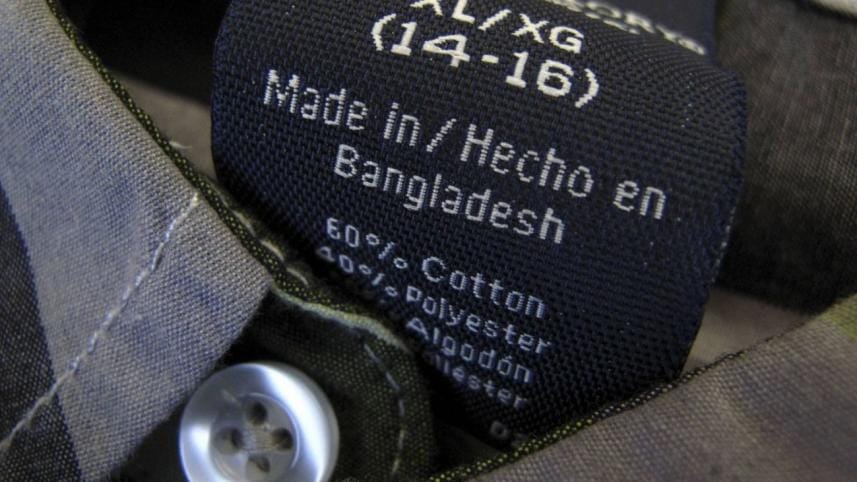 XL/XG
(14-16)
Made in/Hecho en
Bangladesh
60% Cotton
40% Polyester
Algodón